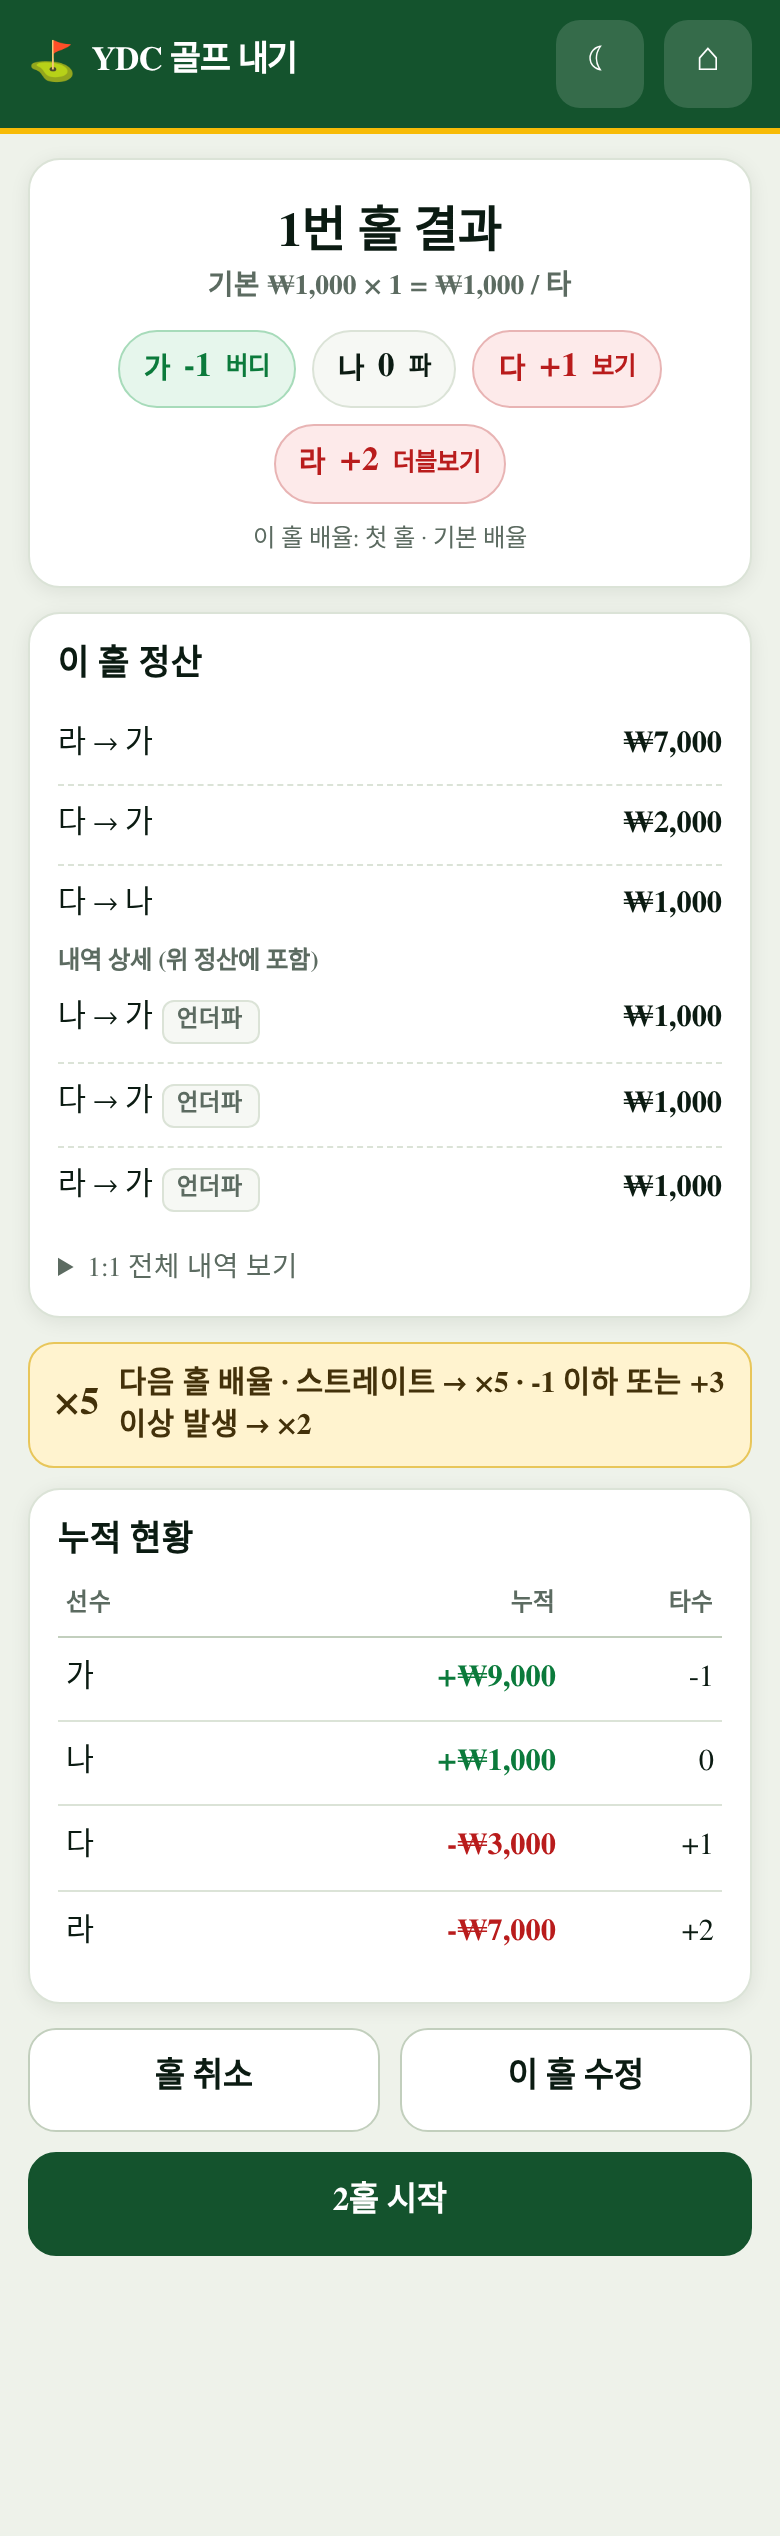 YDC 골프 내기
1번 홀 결과
기본 ₩1,000 × 1 = ₩1,000 / 타
가 -1 버디
나 0 파
다 +1 보기
라 +2 더블보기
이 홀 배율: 첫 홀 · 기본 배율
이 홀 정산
라 → 가 ₩7,000
다 → 가 ₩2,000
다 → 나 ₩1,000
내역 상세 (위 정산에 포함)
나 → 가 언더파 ₩1,000
다 → 가 언더파 ₩1,000
라 → 가 언더파 ₩1,000
▶ 1:1 전체 내역 보기
×5 다음 홀 배율 · 스트레이트 → ×5 · -1 이하 또는 +3
이상 발생 → ×2
누적 현황
선수 누적 타수
가 +₩9,000 -1
나 +₩1,000 0
다 -₩3,000 +1
라 -₩7,000 +2
홀 취소
이 홀 수정
2홀 시작